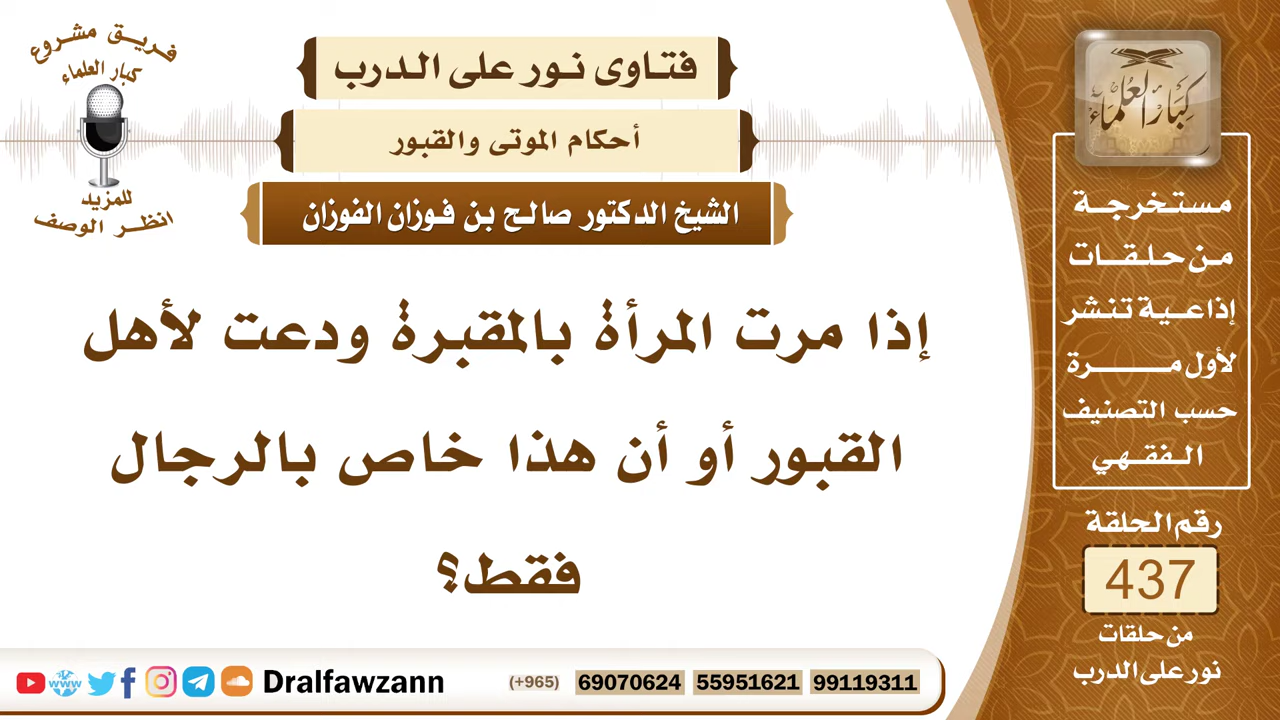 فريق مشروع
كبار العلماء
للمزيد
انظر الوصف
فتاوى نور على الدرب
أحكام الموتى والقبور
الشيخ الدكتور صالح بن فوزان الفوزان
إذا مرت المرأة بالمقبرة ودعت لأهل
القبور أو أن هذا خاص بالرجال
فقط؟
كبار العلماء
مستخرجة
من حلقات
إذاعية تنشر
لأول مرة
حسب التصنيف
الفقهي
رقم الحلقة
437
من حلقات
نور على الدرب
www
Dralfawzann
(+965) 69070624 55951621 99119311